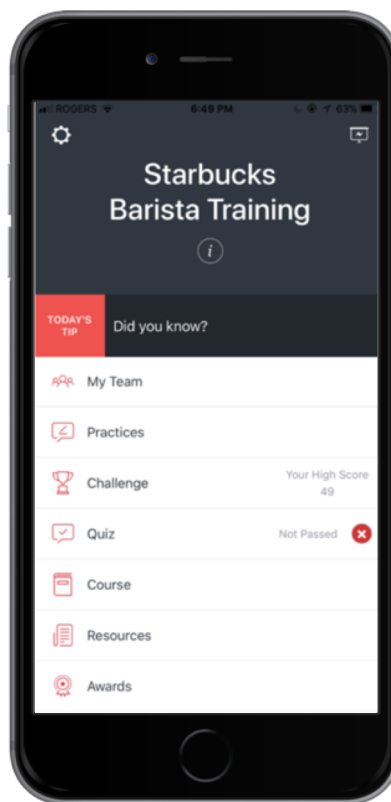 ROGERS
6:49 PM
63%
Starbucks
Barista Training
i
TODAY'S
TIP
Did you know?
My Team
Practices
Challenge
Your High Score
49
Quiz
Not Passed
Course
Resources
Awards